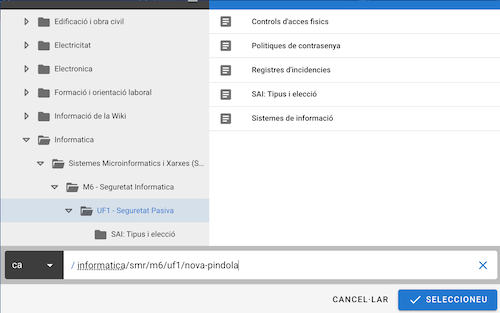 Edificació i obra civil
Electricitat
Electronica
Formació i orientació laboral
Informació de la Wiki
Informatica
Sistemes Microinformatics i Xarxes (S...
M6 - Seguretat Informatica
UF1 - Seguretat Pasiva
SAI: Tipus i elecció
Controls d'acces fisics
Politiques de contrasenya
Registres d'incidencies
SAI: Tipus i elecció
Sistemes de informació
ca
/ informatica/smr/m6/uf1/nova-pindola
CANCEL·LAR
SELECCIONEU